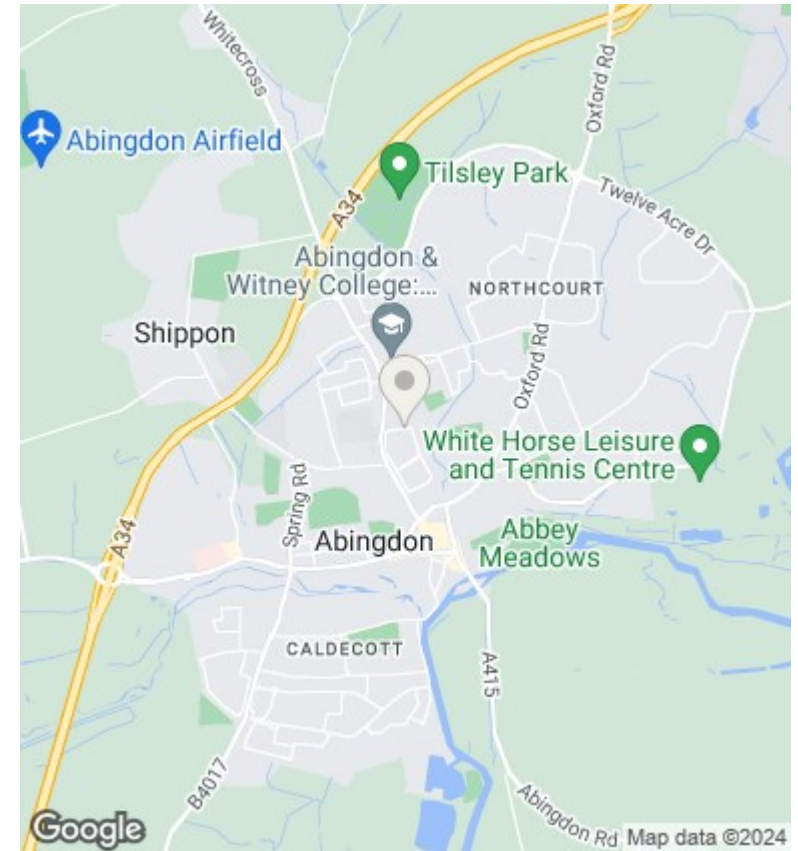 Whitecross
Oxford Rd
Abingdon Airfield
Tilsley Park
A34
Twelve Acre Dr
Abingdon &
Witney College:...
NORTHCOURT
Shippon
Oxford Rd
White Horse Leisure
and Tennis Centre
Spring Rd
A34
Abingdon
Abbey
Meadows
CALDECOTT
A415
B4017
Abingdon Rd
Google
Map data ©2024